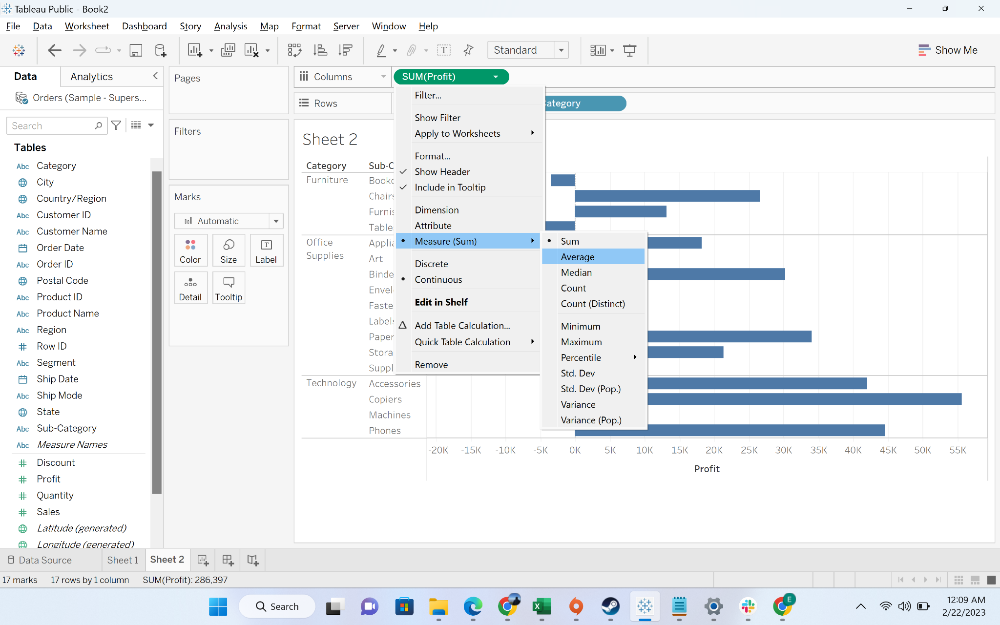 Tableau Public - Book2
File Data Worksheet Dashboard Story Analysis Map Format Server Window Help
Standard
Show Me
Data Analytics
Orders (Sample - Supers...
Search
Tables
Abc Category
City
Country/Region
Abc Customer ID
Abc Customer Name
Order Date
Abc Order ID
Postal Code
Abc Product ID
Abc Product Name
Abc Region
Row ID
Abc Segment
Ship Date
Abc Ship Mode
State
Abc Sub-Category
Abc Measure Names
Discount
Profit
Quantity
Sales
Latitude (generated)
Longitude (generated)
Pages
Filters
Marks
Automatic
Color Size Label
Detail Tooltip
Columns SUM(Profit)
Rows ategory
Sheet 2
Category Sub-C
Furniture
Bookc
Chairs
Furnis
Table
Office
Supplies
Applia
Art
Binde
Envel
Faste
Labels
Paper
Stora
Suppl
Technology
Accessories
Copiers
Machines
Phones
-20K -15K -10K -5K 0K 5K 10K 15K 20K 25K 30K 35K 40K 45K 50K 55K
Profit
Filter...
Show Filter
Apply to Worksheets
Format...
Show Header
Include in Tooltip
Dimension
Attribute
Measure (Sum)
Discrete
Continuous
Edit in Shelf
Add Table Calculation...
Quick Table Calculation
Remove
Sum
Average
Median
Count
Count (Distinct)
Minimum
Maximum
Percentile
Std. Dev
Std. Dev (Pop.)
Variance
Variance (Pop.)
Data Source Sheet 1 Sheet 2
17 marks 17 rows by 1 column SUM(Profit): 286,397
Search
E
12:09 AM
2/22/2023